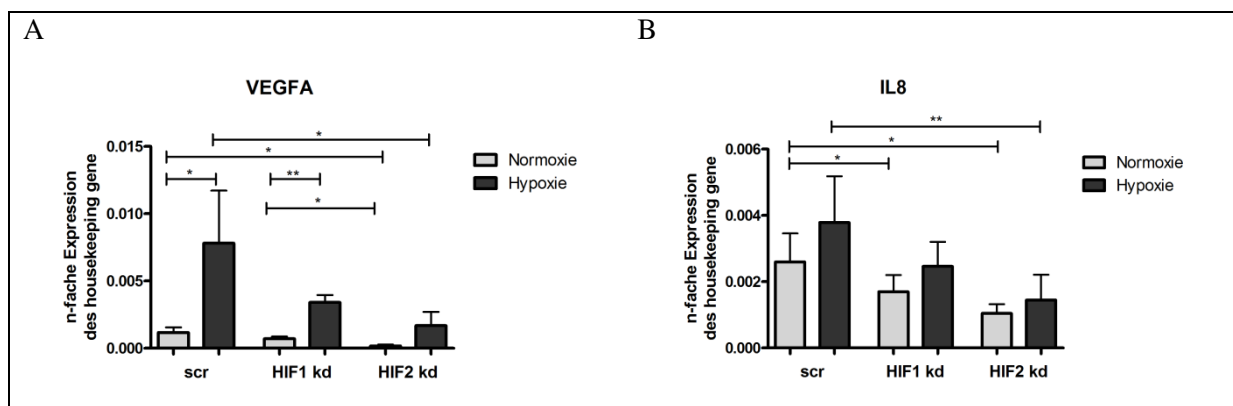 A
VEGFA
n-fache Expression
des housekeeping gene
0.015
0.010
0.005
0.000
*
*
*
**
*
scr
HIF1 kd
HIF2 kd
Normoxie
Hypoxie
B
IL8
n-fache Expression
des housekeeping gene
0.006
0.004
0.002
0.000
**
*
*
scr
HIF1 kd
HIF2 kd
Normoxie
Hypoxie